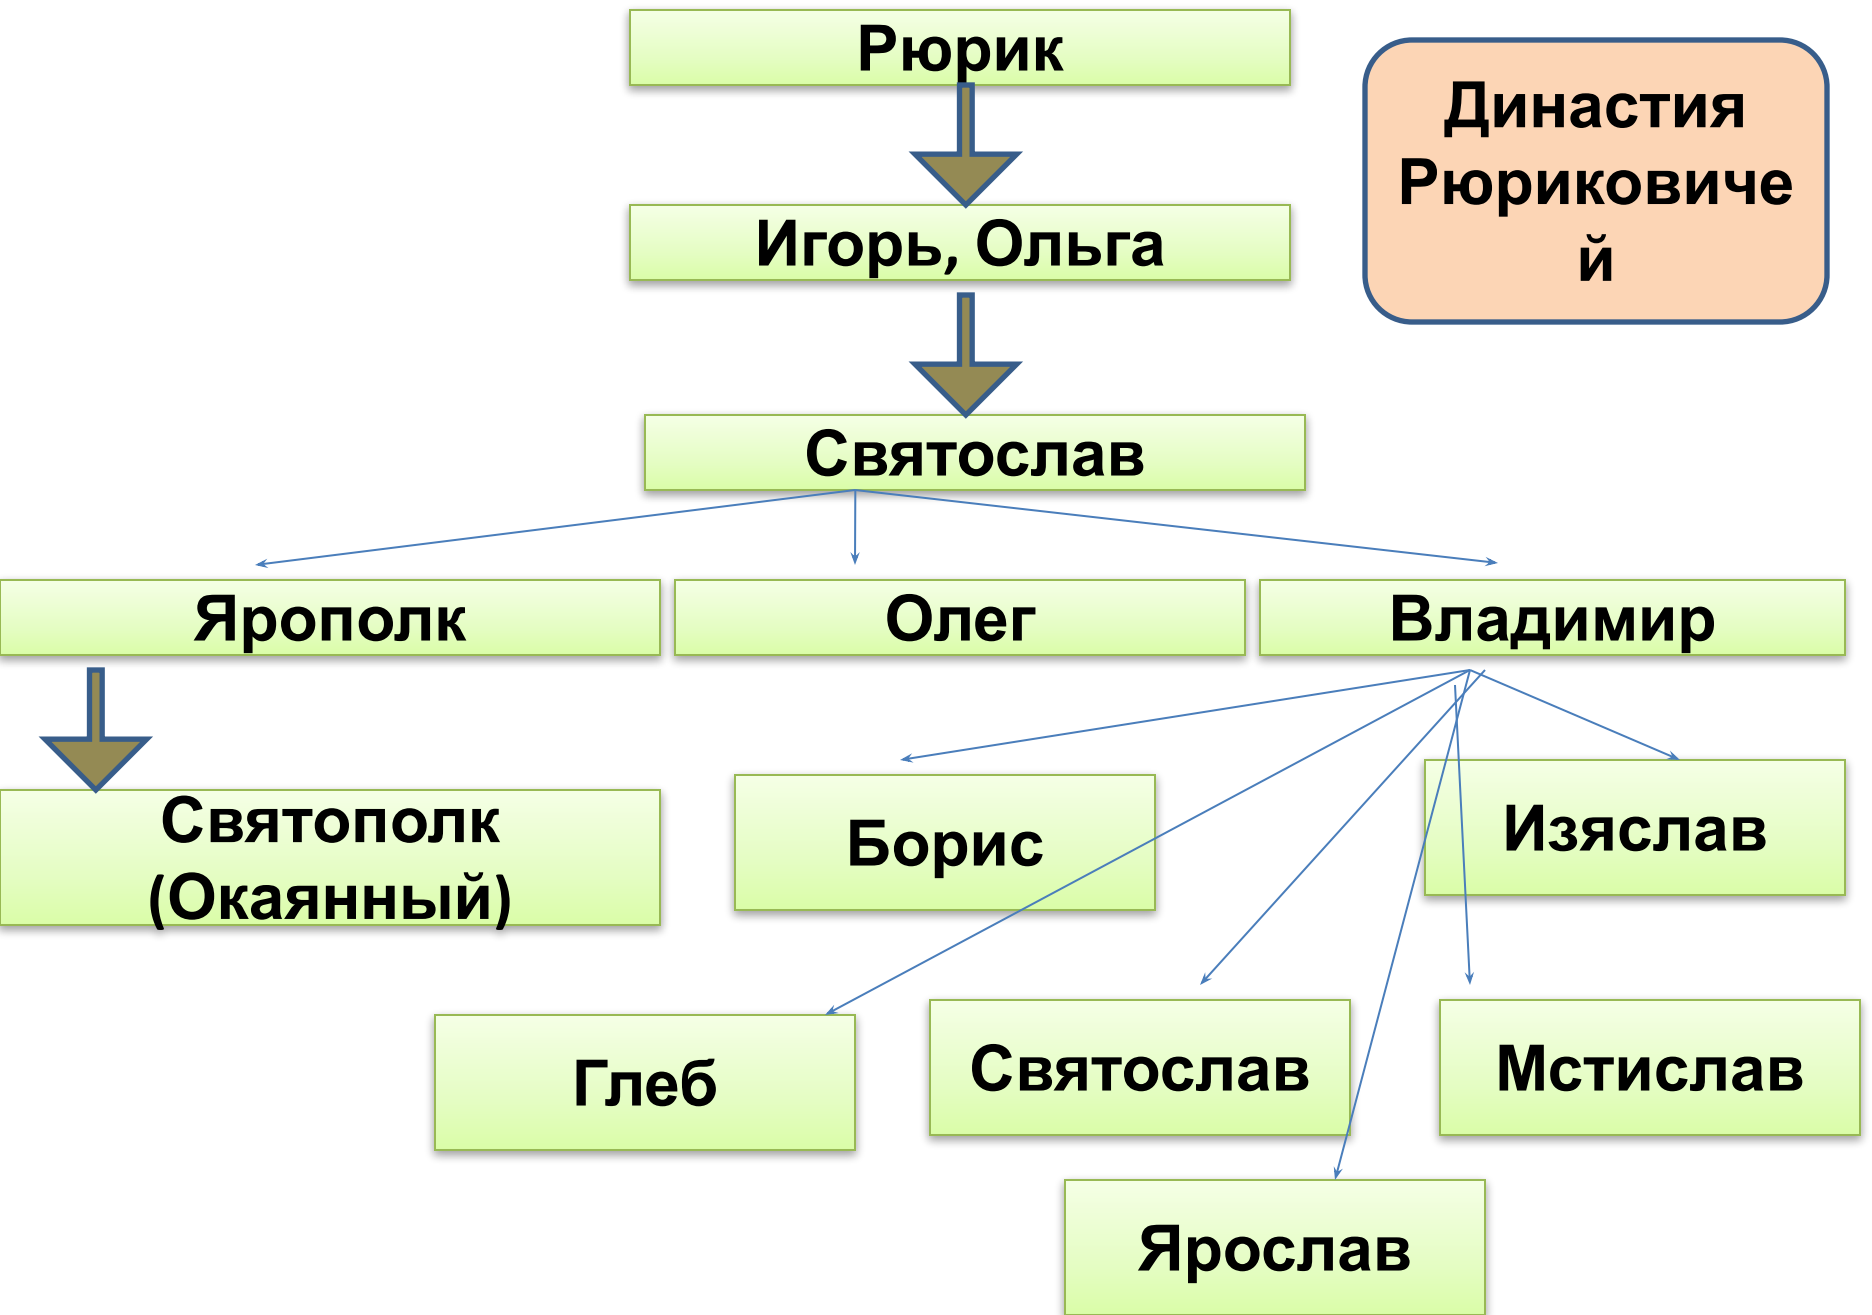 Рюрик
Династия
Рюриковиче
й
Игорь, Ольга
Святослав
Ярополк
Олег
Владимир
Святополк
(Окаянный)
Борис
Изяслав
Глеб
Святослав
Мстислав
Ярослав